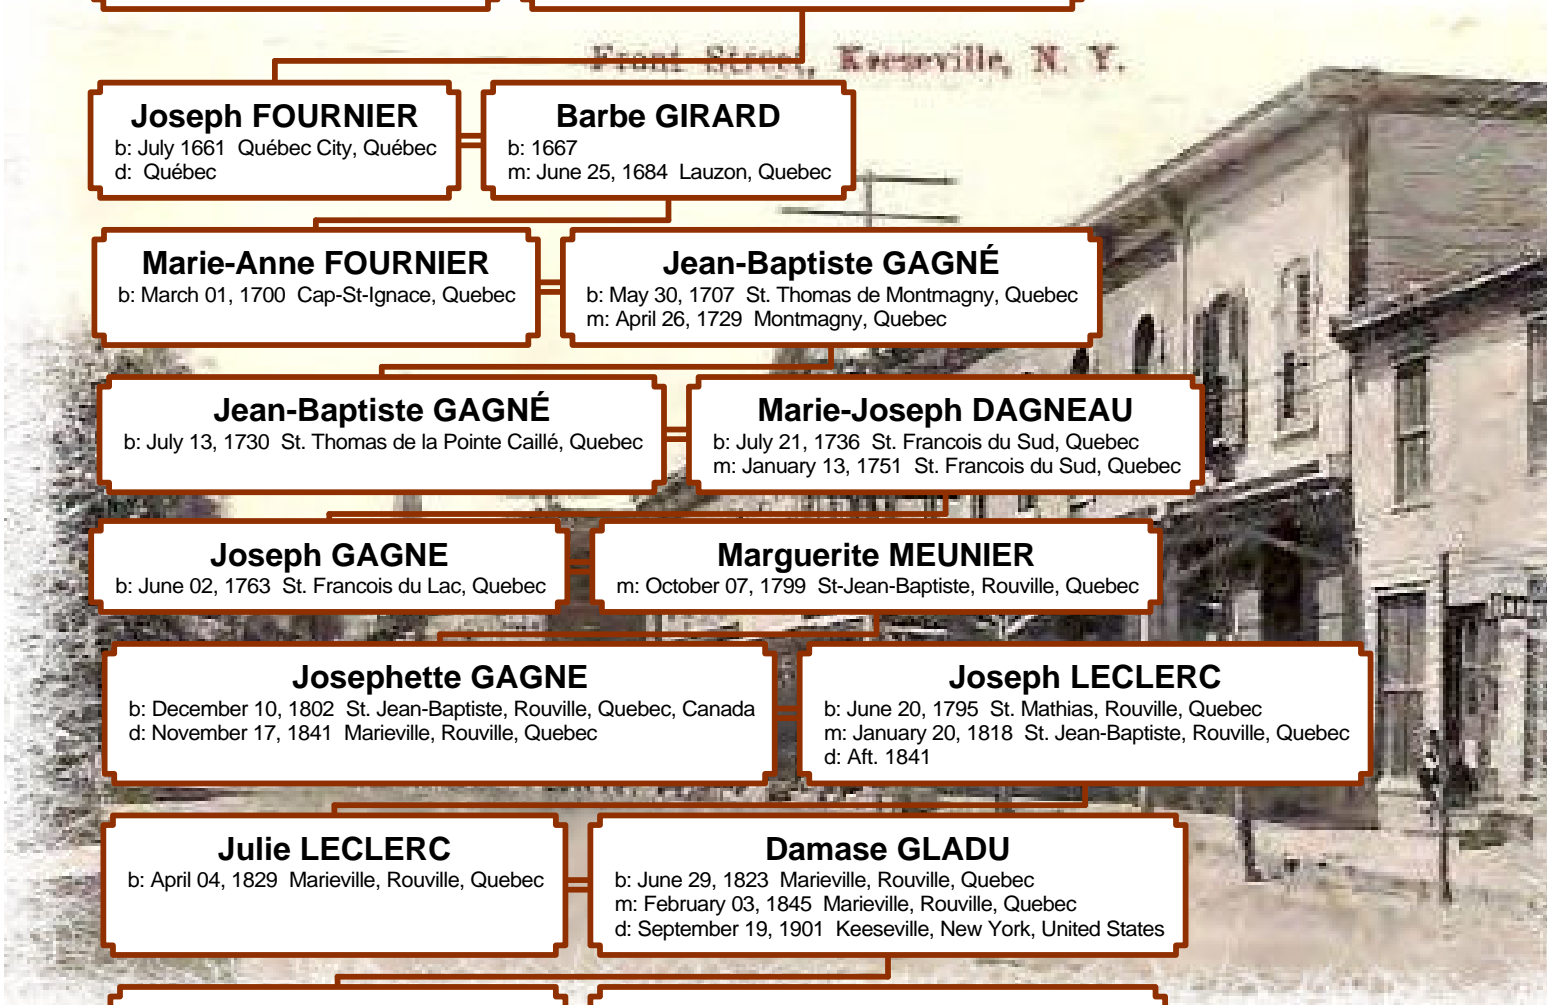 Front Street, Keeseville, N. Y.
Joseph FOURNIER
b: July 1661 Québec City, Québec
d: Québec
Barbe GIRARD
b: 1667
m: June 25, 1684 Lauzon, Quebec
Marie-Anne FOURNIER
b: March 01, 1700 Cap-St-Ignace, Quebec
Jean-Baptiste GAGNÉ
b: May 30, 1707 St. Thomas de Montmagny, Quebec
m: April 26, 1729 Montmagny, Quebec
Jean-Baptiste GAGNÉ
b: July 13, 1730 St. Thomas de la Pointe Caillé, Quebec
Marie-Joseph DAGNEAU
b: July 21, 1736 St. Francois du Sud, Quebec
m: January 13, 1751 St. Francois du Sud, Quebec
Joseph GAGNE
b: June 02, 1763 St. Francois du Lac, Quebec
Marguerite MEUNIER
m: October 07, 1799 St-Jean-Baptiste, Rouville, Quebec
Josephette GAGNE
b: December 10, 1802 St. Jean-Baptiste, Rouville, Quebec, Canada
d: November 17, 1841 Marieville, Rouville, Quebec
Joseph LECLERC
b: June 20, 1795 St. Mathias, Rouville, Quebec
m: January 20, 1818 St. Jean-Baptiste, Rouville, Quebec
d: Aft. 1841
Julie LECLERC
b: April 04, 1829 Marieville, Rouville, Quebec
Damase GLADU
b: June 29, 1823 Marieville, Rouville, Quebec
m: February 03, 1845 Marieville, Rouville, Quebec
d: September 19, 1901 Keeseville, New York, United States